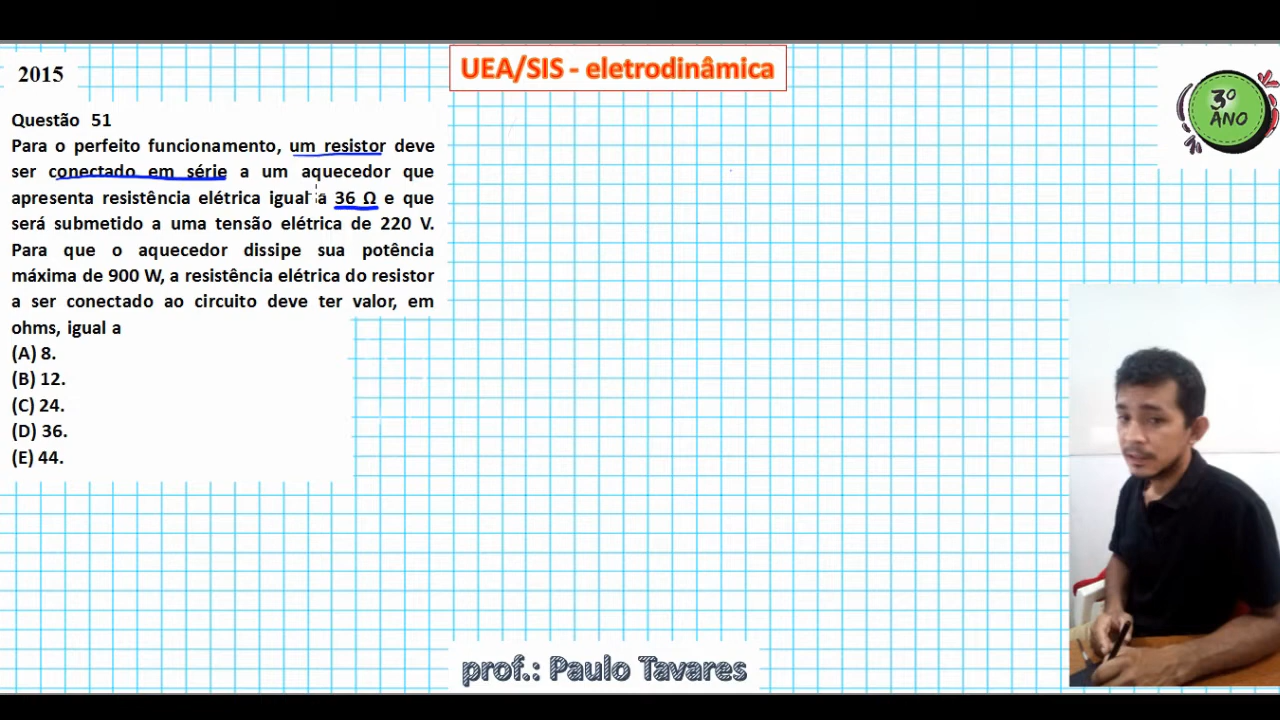 2015
UEA/SIS - eletrodinâmica
3º
ANO
Questão 51
Para o perfeito funcionamento, um resistor deve
ser conectado em série a um aquecedor que
apresenta resistência elétrica igual a 36 Ω e que
será submetido a uma tensão elétrica de 220 V.
Para que o aquecedor dissipe sua potência
máxima de 900 W, a resistência elétrica do resistor
a ser conectado ao circuito deve ter valor, em
ohms, igual a
(A) 8.
(B) 12.
(C) 24.
(D) 36.
(E) 44.
prof.: Paulo Tavares